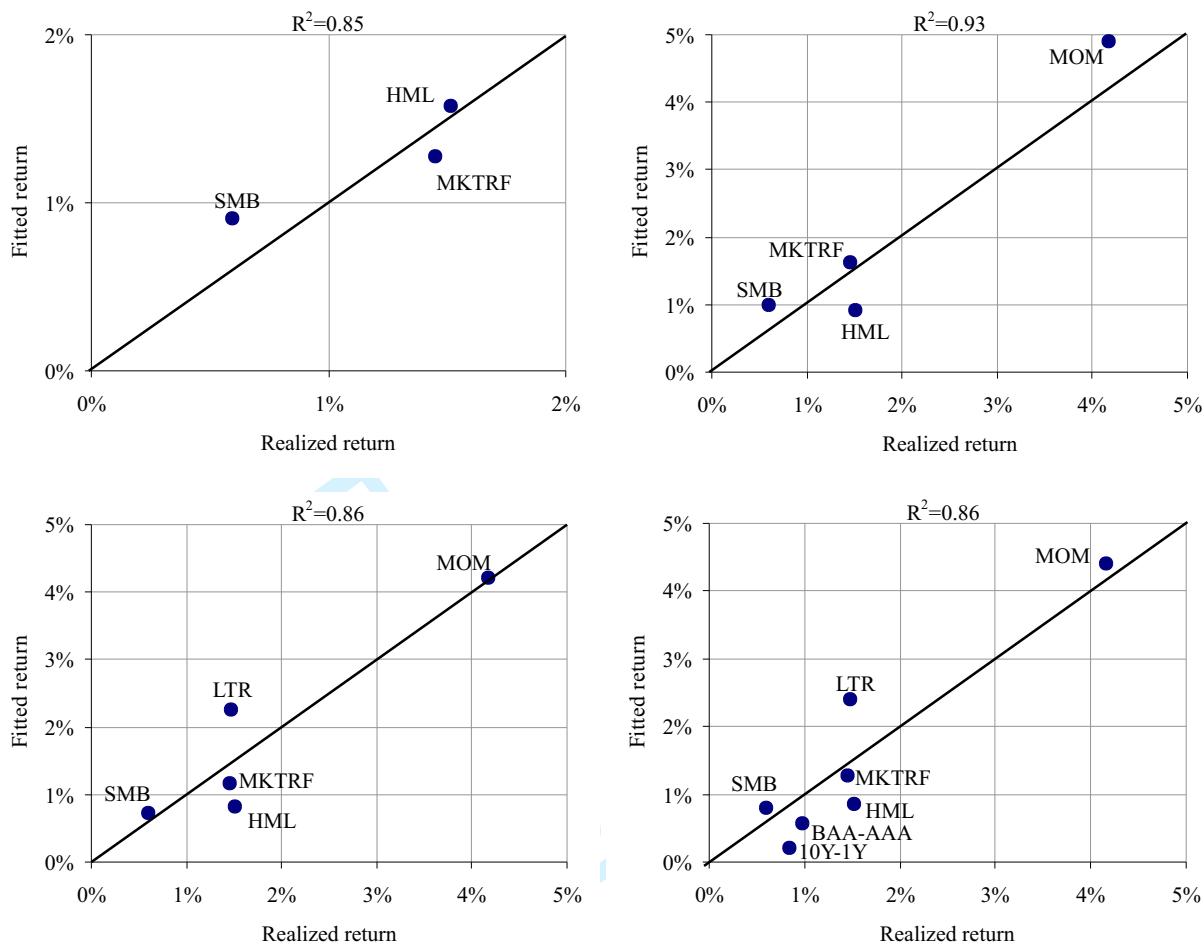 R²=0.85
2%
1%
0%
HML
MKTRF
SMB
0% 1% 2%
Fitted return
Realized return
R²=0.93
5%
4%
3%
2%
1%
0%
MOM
MKTRF
SMB
HML
0% 1% 2% 3% 4% 5%
Fitted return
Realized return
R²=0.86
5%
4%
3%
2%
1%
0%
MOM
LTR
MKTRF
SMB
HML
0% 1% 2% 3% 4% 5%
Fitted return
Realized return
R²=0.86
5%
4%
3%
2%
1%
0%
MOM
LTR
SMB
MKTRF
HML
BAA-AAA
10Y-1Y
0% 1% 2% 3% 4% 5%
Fitted return
Realized return